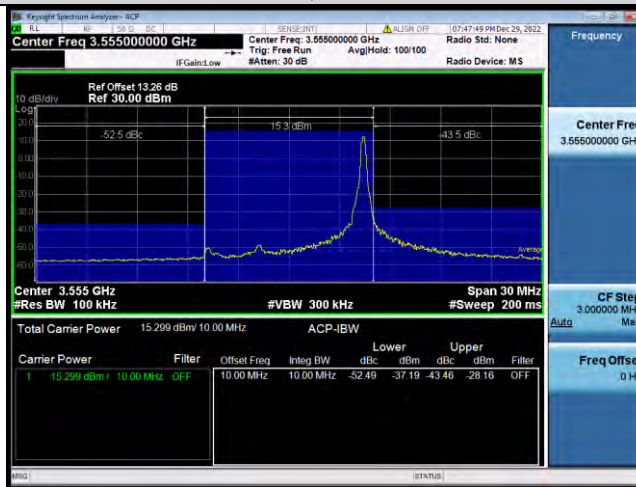 Keysight Spectrum Analyzer - ACP
RL RF 50 Ω DC SENSE:INT ALIGN OFF 07:47:49 PM Dec 29, 2022
Center Freq 3.555000000 GHz Center Freq: 3.555000000 GHz Radio Std: None
Trig: Free Run Avg|Hold: 100/100
IFGain:Low #Atten: 30 dB Radio Device: MS
Frequency
Ref Offset 13.26 dB
10 dB/div Ref 30.00 dBm
Log
20.0
-52.5 dBc 15.3 dBm -43.5 dBc
10.0
0.00
-10.0
-20.0
-30.0
-40.0
-50.0
Average
-60.0
Center Fre
3.555000000 GH
Center 3.555 GHz Span 30 MHz
#Res BW 100 kHz #VBW 300 kHz #Sweep 200 ms
CF Ste
3.000000 MH
Auto Ma
Total Carrier Power 15.299 dBm/ 10.00 MHz ACP-IBW
Lower Upper
Carrier Power Filter Offset Freq Integ BW dBc dBm dBc dBm Filter
1 15.299 dBm / 10.00 MHz OFF 10.00 MHz 10.00 MHz -52.49 -37.19 -43.46 -28.16 OFF
Freq Offse
0 H
MSG STATUS